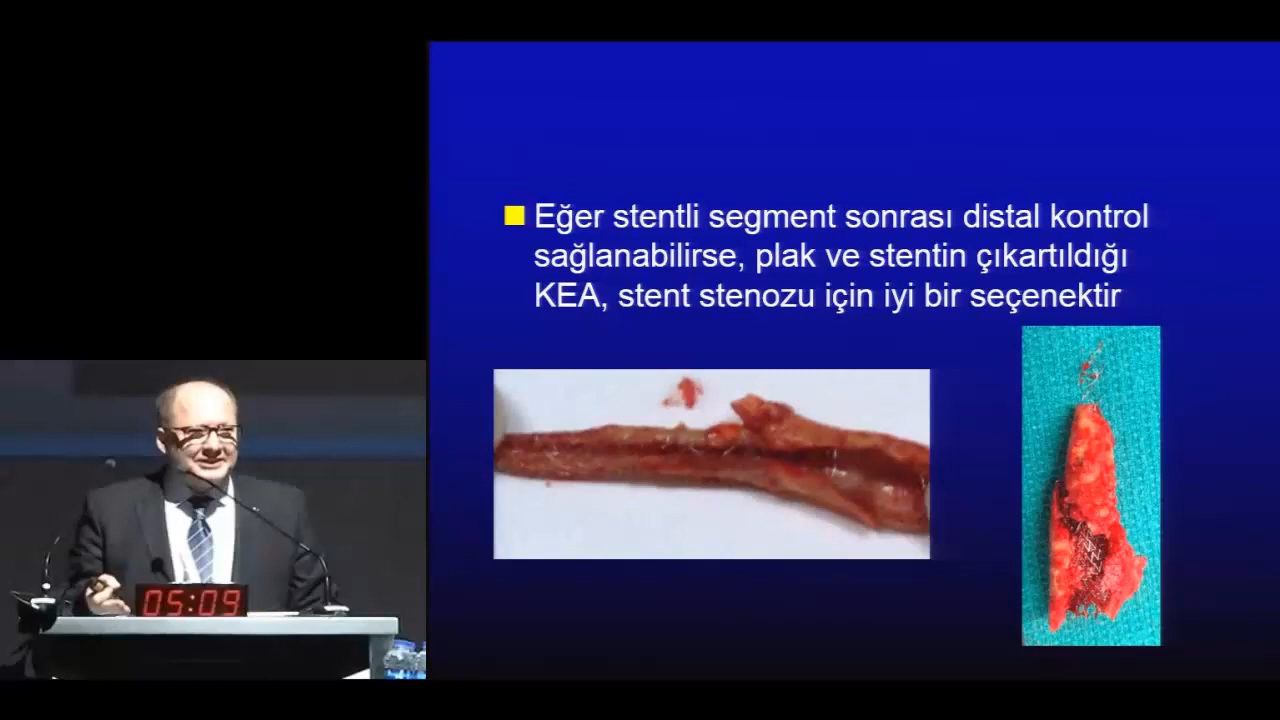 Eğer stentli segment sonrası distal kontrol
sağlanabilirse, plak ve stentin çıkartıldığı
KEA, stent stenozu için iyi bir seçenektir
05:09